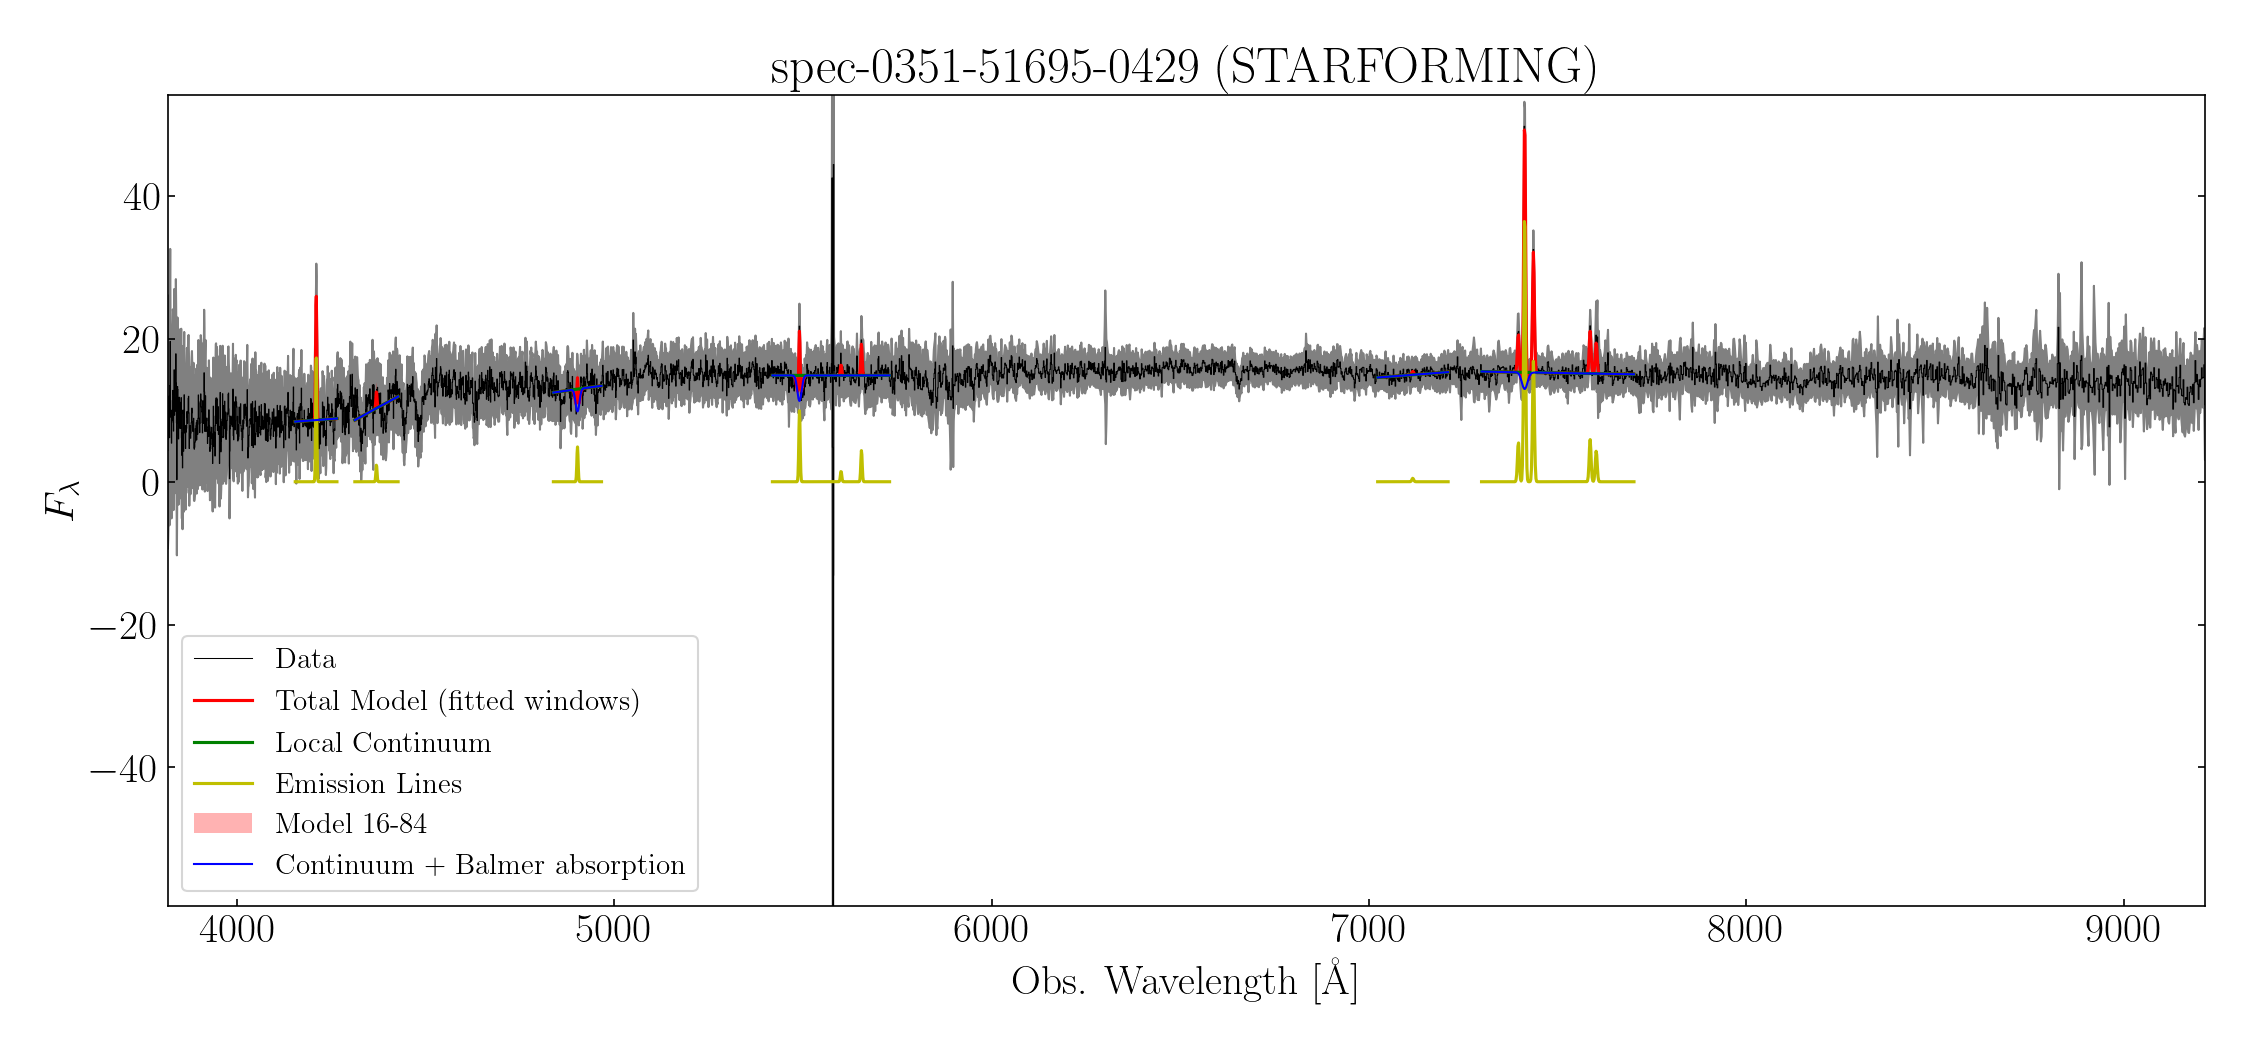 spec-0351-51695-0429 (STARFORMING)
40
20
0
−20
−40
Fλ
Data
Total Model (fitted windows)
Local Continuum
Emission Lines
Model 16-84
Continuum + Balmer absorption
4000 5000 6000 7000 8000 9000
Obs. Wavelength [Å]